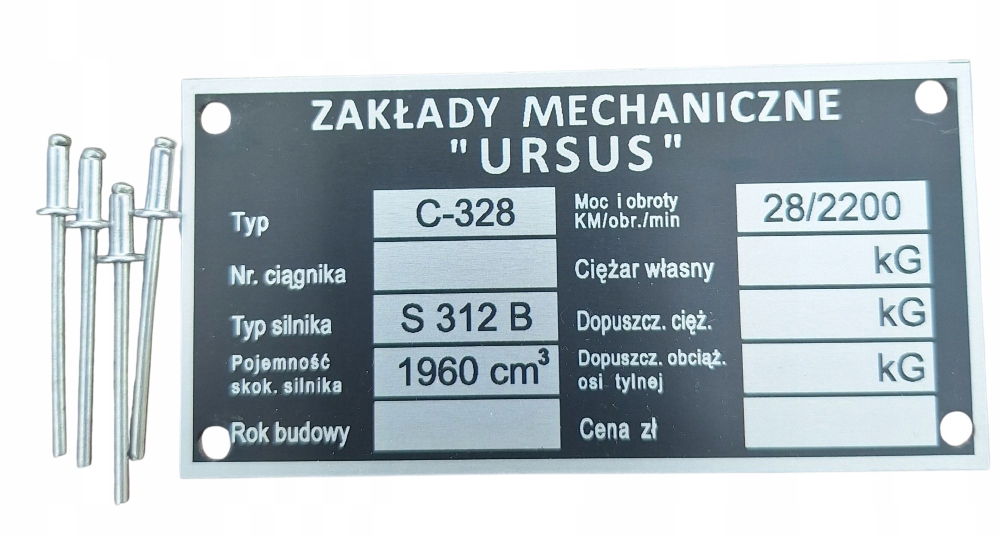 ZAKŁADY MECHANICZNE
"URSUS"
Typ C-328
Nr. ciągnika
Typ silnika S 312 B
Pojemność
skok. silnika 1960 cm³
Rok budowy
Moc i obroty
KM/obr./min 28/2200
Ciężar własny kG
Dopuszcz. cięż. kG
Dopuszcz. obciąż.
osi tylnej kG
Cena zł